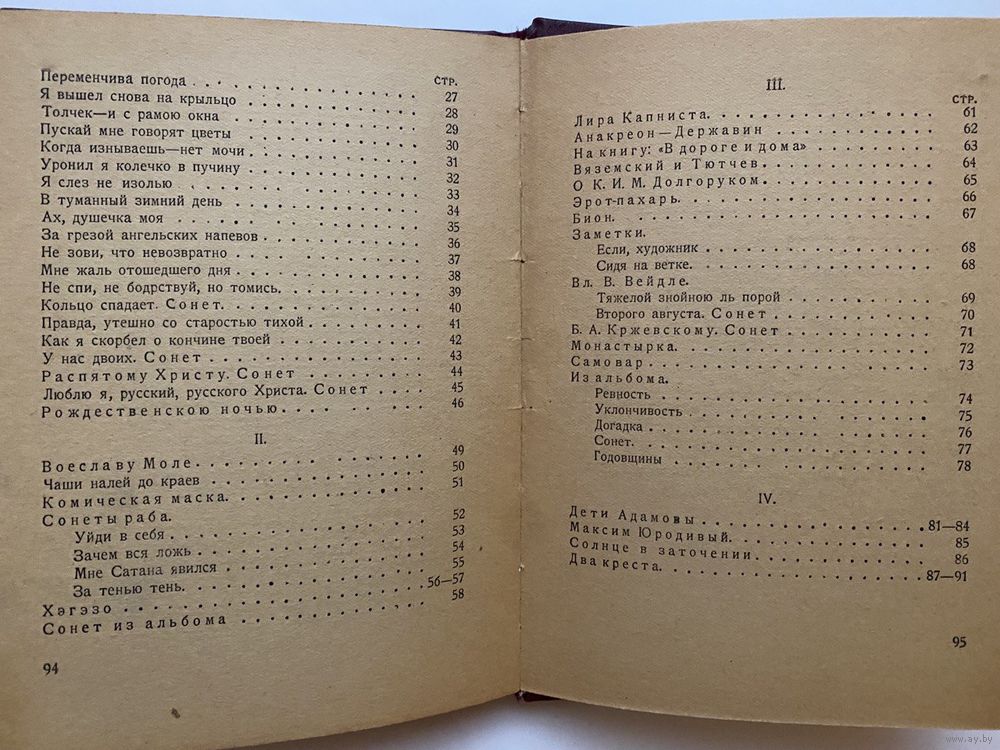 стр.
Переменчива погода . . . 27
Я вышел снова на крыльцо . . . 28
Толчек—и с рамою окна . . . 29
Пускай мне говорят цветы . . . 30
Когда изнываешь—нет мочи . . . 31
Уронил я колечко в пучину . . . 32
Я слез не изолью . . . 33
В туманный зимний день . . . 34
Ах, душечка моя . . . 35
За грезой ангельских напевов . . . 36
Не зови, что невозвратно . . . 37
Мне жаль отошедшего дня . . . 38
Не спи, не бодрствуй, но томись. . . . 39
Кольцо спадает. Сонет. . . . 40
Правда, утешно со старостью тихой . . . 41
Как я скорбел о кончине твоей . . . 42
У нас двоих. Сонет . . . 43
Распятому Христу. Сонет . . . 44
Люблю я, русский, русского Христа. Сонет . . . 45
Рождественскою ночью. . . . 46
II.
Воеславу Моле . . . 49
Чаши налей до краев . . . 50
Комическая маска. . . . 51
Сонеты раба.
Уйди в себя . . . 52
Зачем вся ложь . . . 53
Мне Сатана явился . . . 54
За тенью тень. . . . 55
Хэгэзо . . . 56—57
Сонет из альбома . . . 58
94
III.
стр.
Лира Капниста. . . . 61
Анакреон—Державин . . . 62
На книгу: «В дороге и дома» . . . 63
Вяземский и Тютчев . . . 64
О К. И. М. Долгоруком. . . . 65
Эрот-пахарь. . . . 66
Бион. . . . 67
Заметки.
Если, художник . . . 68
Сидя на ветке. . . . 68
Вл. В. Вейдле.
Тяжелой знойною ль порой . . . 69
Второго августа. Сонет . . . 70
Б. А. Кржевскому. Сонет . . . 71
Монастырка. . . . 72
Самовар . . . 73
Из альбома.
Ревность . . . 74
Уклончивость . . . 75
Догадка . . . 76
Сонет. . . . 77
Годовщины . . . 78
IV.
Дети Адамовы . . . 81—84
Максим Юродивый. . . . 85
Солнце в заточении. . . . 86
Два креста. . . . 87—91
95
www.ay.by